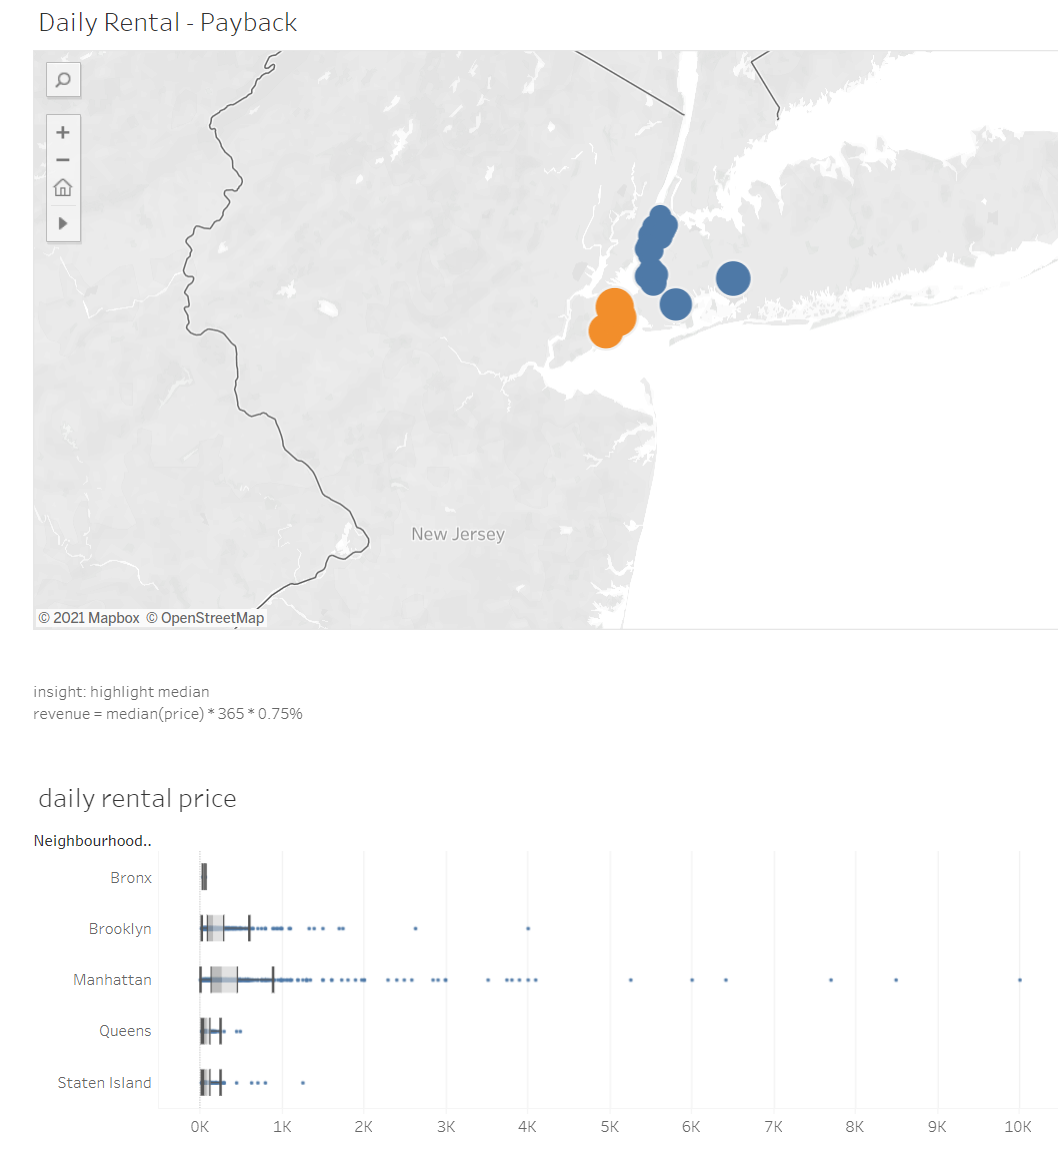 Daily Rental - Payback
New Jersey
© 2021 Mapbox © OpenStreetMap
insight: highlight median
revenue = median(price) * 365 * 0.75%
daily rental price
Neighbourhood..
Bronx
Brooklyn
Manhattan
Queens
Staten Island
0K 1K 2K 3K 4K 5K 6K 7K 8K 9K 10K